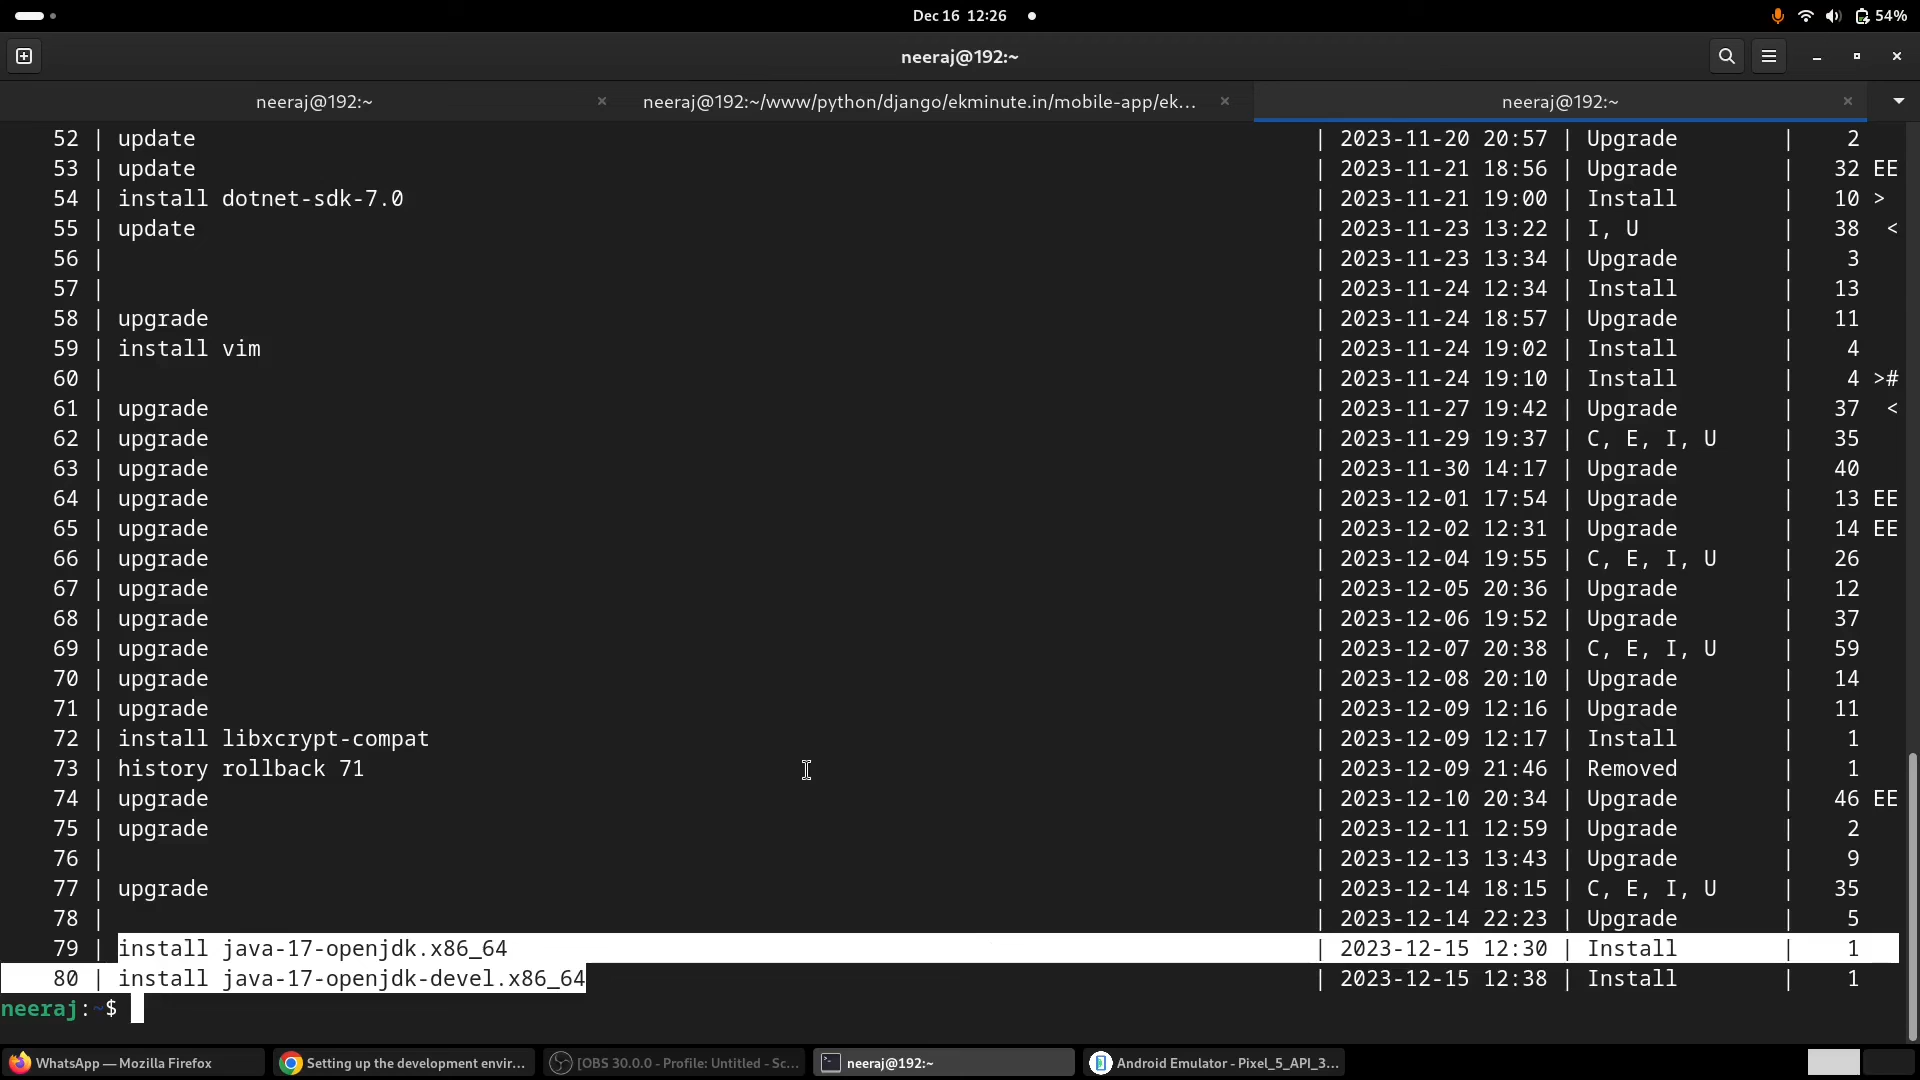 Dec 16 12:26
54%
neeraj@192:~
neeraj@192:~
neeraj@192:~/www/python/django/ekminute.in/mobile-app/ek...
neeraj@192:~
52 | update | 2023-11-20 20:57 | Upgrade | 2
53 | update | 2023-11-21 18:56 | Upgrade | 32 EE
54 | install dotnet-sdk-7.0 | 2023-11-21 19:00 | Install | 10 >
55 | update | 2023-11-23 13:22 | I, U | 38 <
56 | | 2023-11-23 13:34 | Upgrade | 3
57 | | 2023-11-24 12:34 | Install | 13
58 | upgrade | 2023-11-24 18:57 | Upgrade | 11
59 | install vim | 2023-11-24 19:02 | Install | 4
60 | | 2023-11-24 19:10 | Install | 4 >#
61 | upgrade | 2023-11-27 19:42 | Upgrade | 37 <
62 | upgrade | 2023-11-29 19:37 | C, E, I, U | 35
63 | upgrade | 2023-11-30 14:17 | Upgrade | 40
64 | upgrade | 2023-12-01 17:54 | Upgrade | 13 EE
65 | upgrade | 2023-12-02 12:31 | Upgrade | 14 EE
66 | upgrade | 2023-12-04 19:55 | C, E, I, U | 26
67 | upgrade | 2023-12-05 20:36 | Upgrade | 12
68 | upgrade | 2023-12-06 19:52 | Upgrade | 37
69 | upgrade | 2023-12-07 20:38 | C, E, I, U | 59
70 | upgrade | 2023-12-08 20:10 | Upgrade | 14
71 | upgrade | 2023-12-09 12:16 | Upgrade | 11
72 | install libxcrypt-compat | 2023-12-09 12:17 | Install | 1
73 | history rollback 71 | 2023-12-09 21:46 | Removed | 1
74 | upgrade | 2023-12-10 20:34 | Upgrade | 46 EE
75 | upgrade | 2023-12-11 12:59 | Upgrade | 2
76 | | 2023-12-13 13:43 | Upgrade | 9
77 | upgrade | 2023-12-14 18:15 | C, E, I, U | 35
78 | | 2023-12-14 22:23 | Upgrade | 5
79 | install java-17-openjdk.x86_64 | 2023-12-15 12:30 | Install | 1
80 | install java-17-openjdk-devel.x86_64 | 2023-12-15 12:38 | Install | 1
neeraj:~$
WhatsApp — Mozilla Firefox
Setting up the development envir...
[OBS 30.0.0 - Profile: Untitled - Sc...
neeraj@192:~
Android Emulator - Pixel_5_API_3...